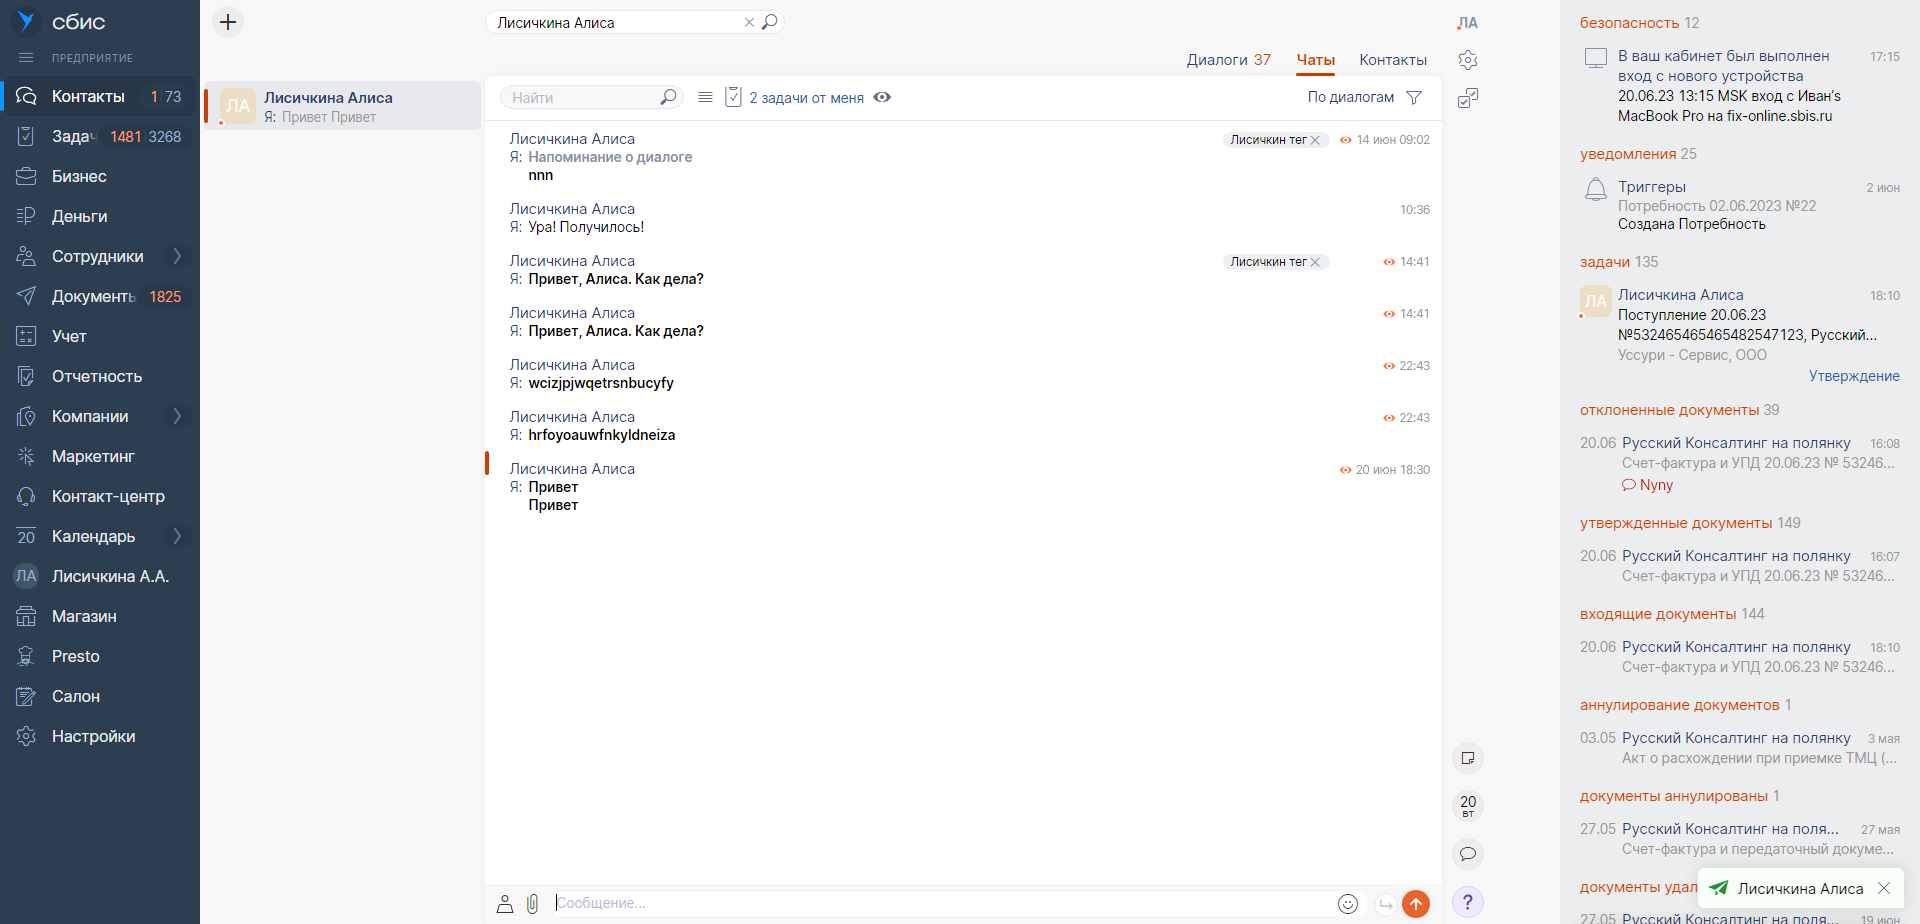 сбис
ПРЕДПРИЯТИЕ
Контакты 1 73
Задач 1481 3268
Бизнес
Деньги
Сотрудники
Документы 1825
Учет
Отчетность
Компании
Маркетинг
Контакт-центр
20 Календарь
ЛА Лисичкина А.А.
Магазин
Presto
Салон
Настройки
Лисичкина Алиса
Диалоги 37 Чаты Контакты
ЛА Лисичкина Алиса
Я: Привет Привет
Найти 2 задачи от меня По диалогам
Лисичкина Алиса Лисичкин тег 14 июн 09:02
Я: Напоминание о диалоге
nnn
Лисичкина Алиса 10:36
Я: Ура! Получилось!
Лисичкина Алиса Лисичкин тег 14:41
Я: Привет, Алиса. Как дела?
Лисичкина Алиса 14:41
Я: Привет, Алиса. Как дела?
Лисичкина Алиса 22:43
Я: wcizjpjwqetrsnbucyfy
Лисичкина Алиса 22:43
Я: hrfoyoauwfnkyldneiza
Лисичкина Алиса 20 июн 18:30
Я: Привет
Привет
Сообщение...
ЛА
20
ВТ
?
безопасность 12
В ваш кабинет был выполнен 17:15
вход с нового устройства
20.06.23 13:15 MSK вход с Иван's
MacBook Pro на fix-online.sbis.ru
уведомления 25
Триггеры 2 июн
Потребность 02.06.2023 №22
Создана Потребность
задачи 135
ЛА Лисичкина Алиса 18:10
Поступление 20.06.23
№532465465465482547123, Русский...
Уссури - Сервис, ООО
Утверждение
отклоненные документы 39
20.06 Русский Консалтинг на полянку 16:08
Счет-фактура и УПД 20.06.23 № 53246...
Nyny
утвержденные документы 149
20.06 Русский Консалтинг на полянку 16:07
Счет-фактура и УПД 20.06.23 № 53246...
входящие документы 144
20.06 Русский Консалтинг на полянку 18:10
Счет-фактура и УПД 20.06.23 № 53246...
аннулирование документов 1
03.05 Русский Консалтинг на полянку 3 мая
Акт о расхождении при приемке ТМЦ (...
документы аннулированы 1
27.05 Русский Консалтинг на поля... 27 мая
Счет-фактура и передаточный докуме...
документы удал
Лисичкина Алиса
27.05 Русский Консалтинг на поля... 19 июн